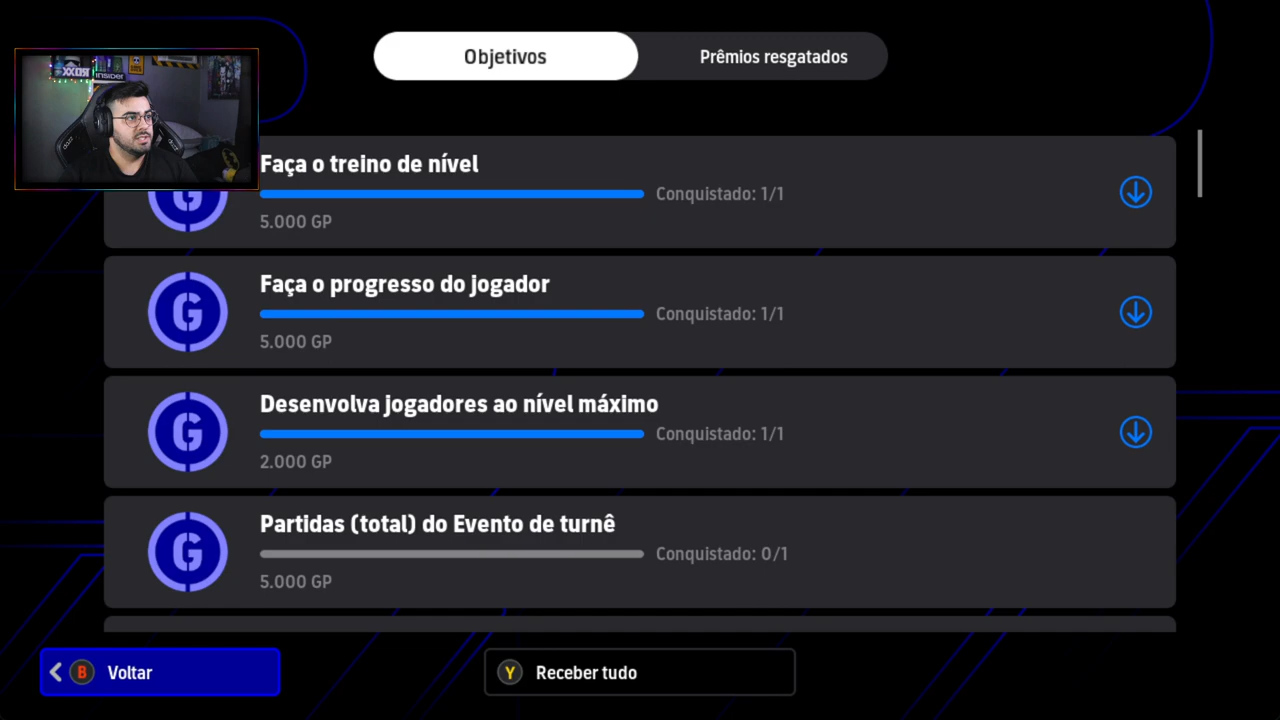 Objetivos
Prêmios resgatados
INSIDER
Faça o treino de nível
Conquistado: 1/1
5.000 GP
G
Faça o progresso do jogador
Conquistado: 1/1
5.000 GP
G
Desenvolva jogadores ao nível máximo
Conquistado: 1/1
2.000 GP
G
Partidas (total) do Evento de turnê
Conquistado: 0/1
5.000 GP
B Voltar
Y Receber tudo